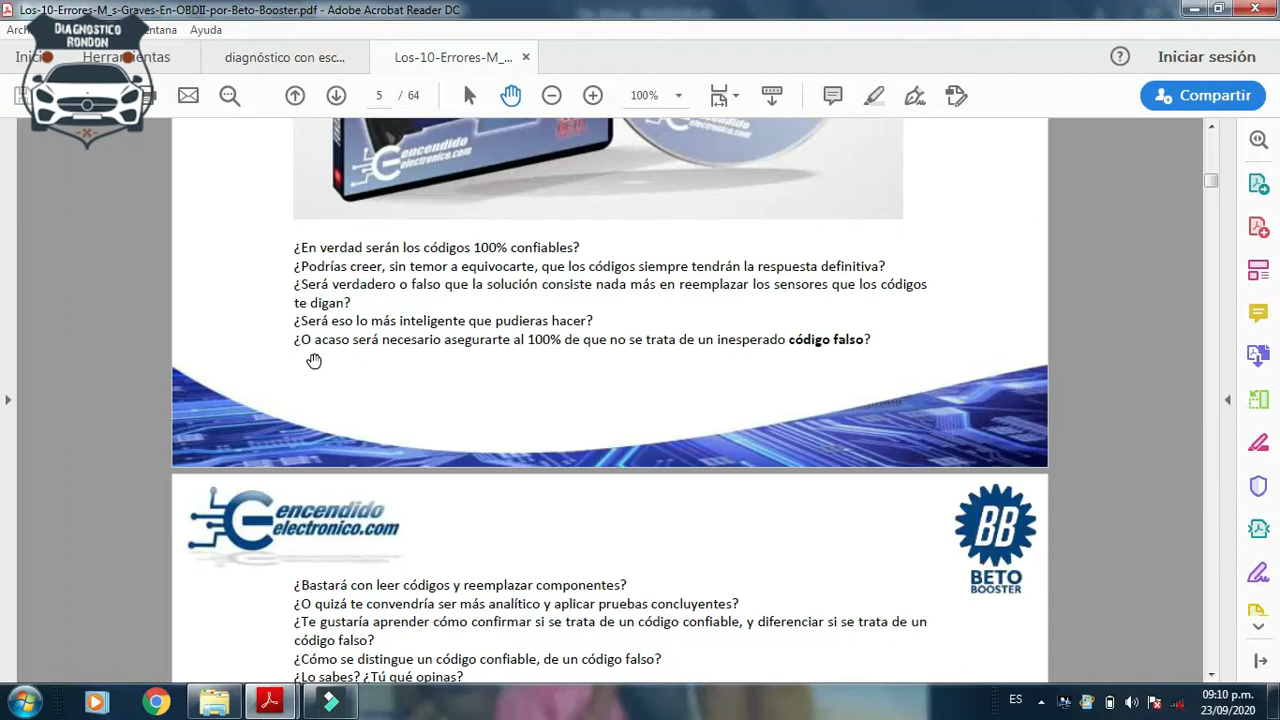 Los-10-Errores-M_s-Graves-En-OBDII-por-Beto-Booster.pdf - Adobe Acrobat Reader DC
DIAGNOSTICO
RONDON
Ayuda
Herramientas
diagnóstico con esc...
Los-10-Errores-M_...
Iniciar sesión
5 / 64
100%
Compartir
encendido
electronico.com
¿En verdad serán los códigos 100% confiables?
¿Podrías creer, sin temor a equivocarte, que los códigos siempre tendrán la respuesta definitiva?
¿Será verdadero o falso que la solución consiste nada más en reemplazar los sensores que los códigos
te digan?
¿Será eso lo más inteligente que pudieras hacer?
¿O acaso será necesario asegurarte al 100% de que no se trata de un inesperado código falso?
encendido
electronico.com
BB
BETO
BOOSTER
¿Bastará con leer códigos y reemplazar componentes?
¿O quizá te convendría ser más analítico y aplicar pruebas concluyentes?
¿Te gustaría aprender cómo confirmar si se trata de un código confiable, y diferenciar si se trata de un
código falso?
¿Cómo se distingue un código confiable, de un código falso?
¿Lo sabes? ¿Tú qué opinas?
ES
09:10 p.m.
23/09/2020